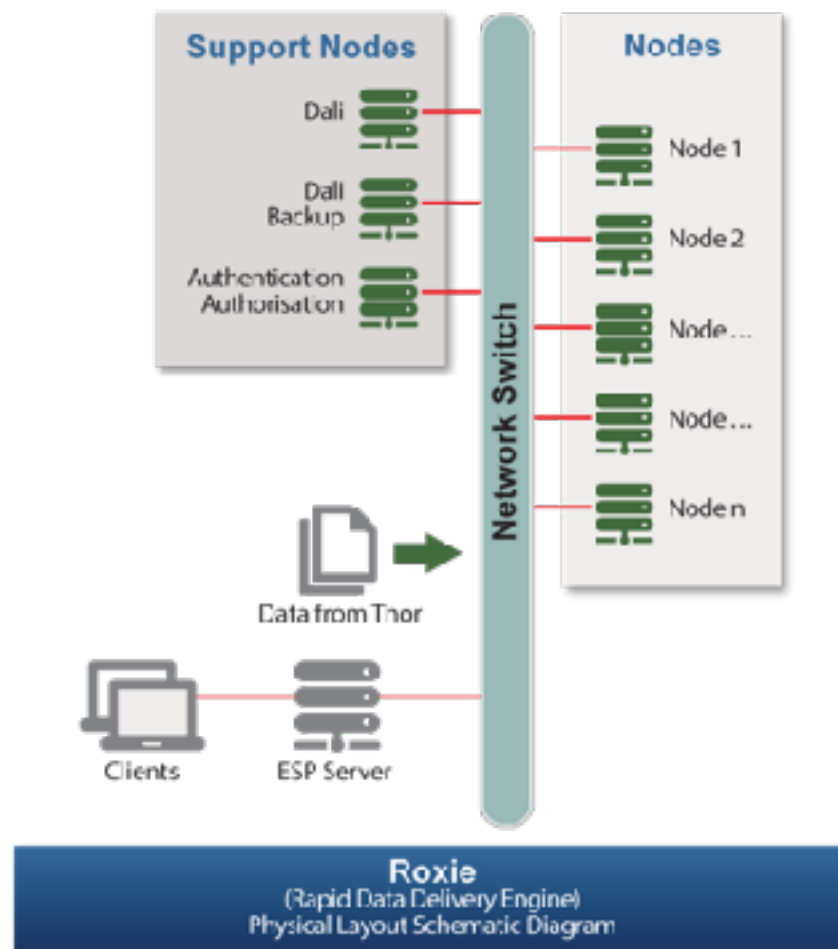 Support Nodes
Dali
Dali
Backup
Authentication
Authorisation
Network Switch
Nodes
Node 1
Node 2
Node ...
Node ...
Node n
Data from Thor
Clients
ESP Server
Roxie
(Rapid Data Delivery Engine)
Physical Layout Schematic Diagram